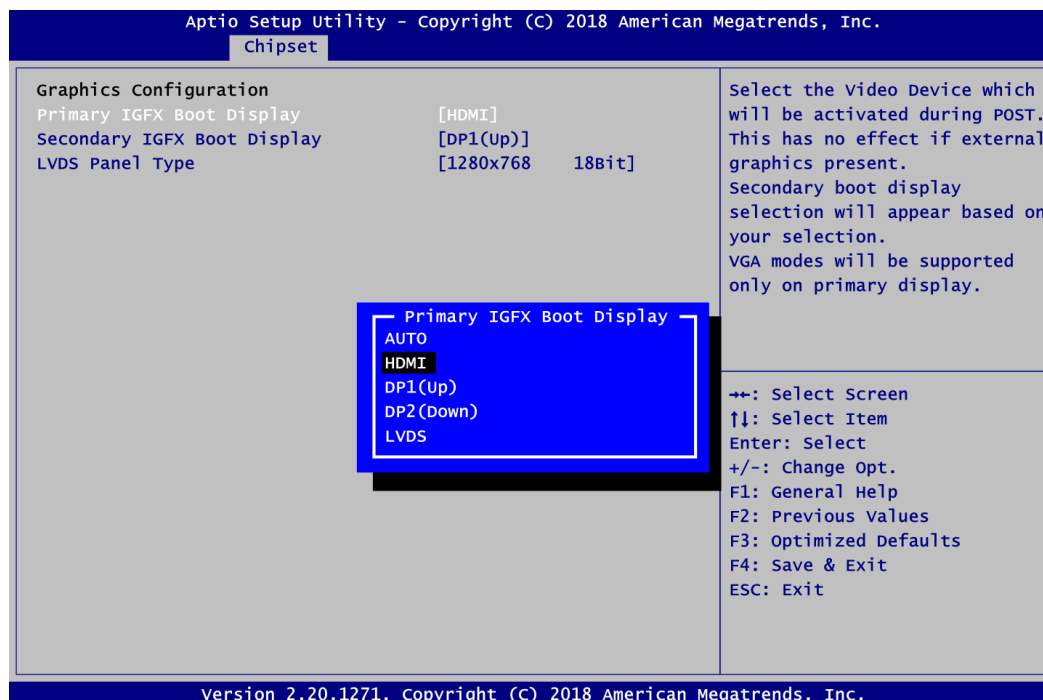 Aptio Setup Utility – Copyright (C) 2018 American Megatrends, Inc.
Chipset
Graphics Configuration
Primary IGFX Boot Display [HDMI]
Secondary IGFX Boot Display [DP1(Up)]
LVDS Panel Type [1280x768 18Bit]
Select the Video Device which
will be activated during POST.
This has no effect if external
graphics present.
Secondary boot display
selection will appear based on
your selection.
VGA modes will be supported
only on primary display.
Primary IGFX Boot Display
AUTO
HDMI
DP1(Up)
DP2(Down)
LVDS
→←: Select Screen
↑↓: Select Item
Enter: Select
+/-: Change Opt.
F1: General Help
F2: Previous Values
F3: Optimized Defaults
F4: Save & Exit
ESC: Exit
Version 2.20.1271. Copyright (C) 2018 American Megatrends, Inc.